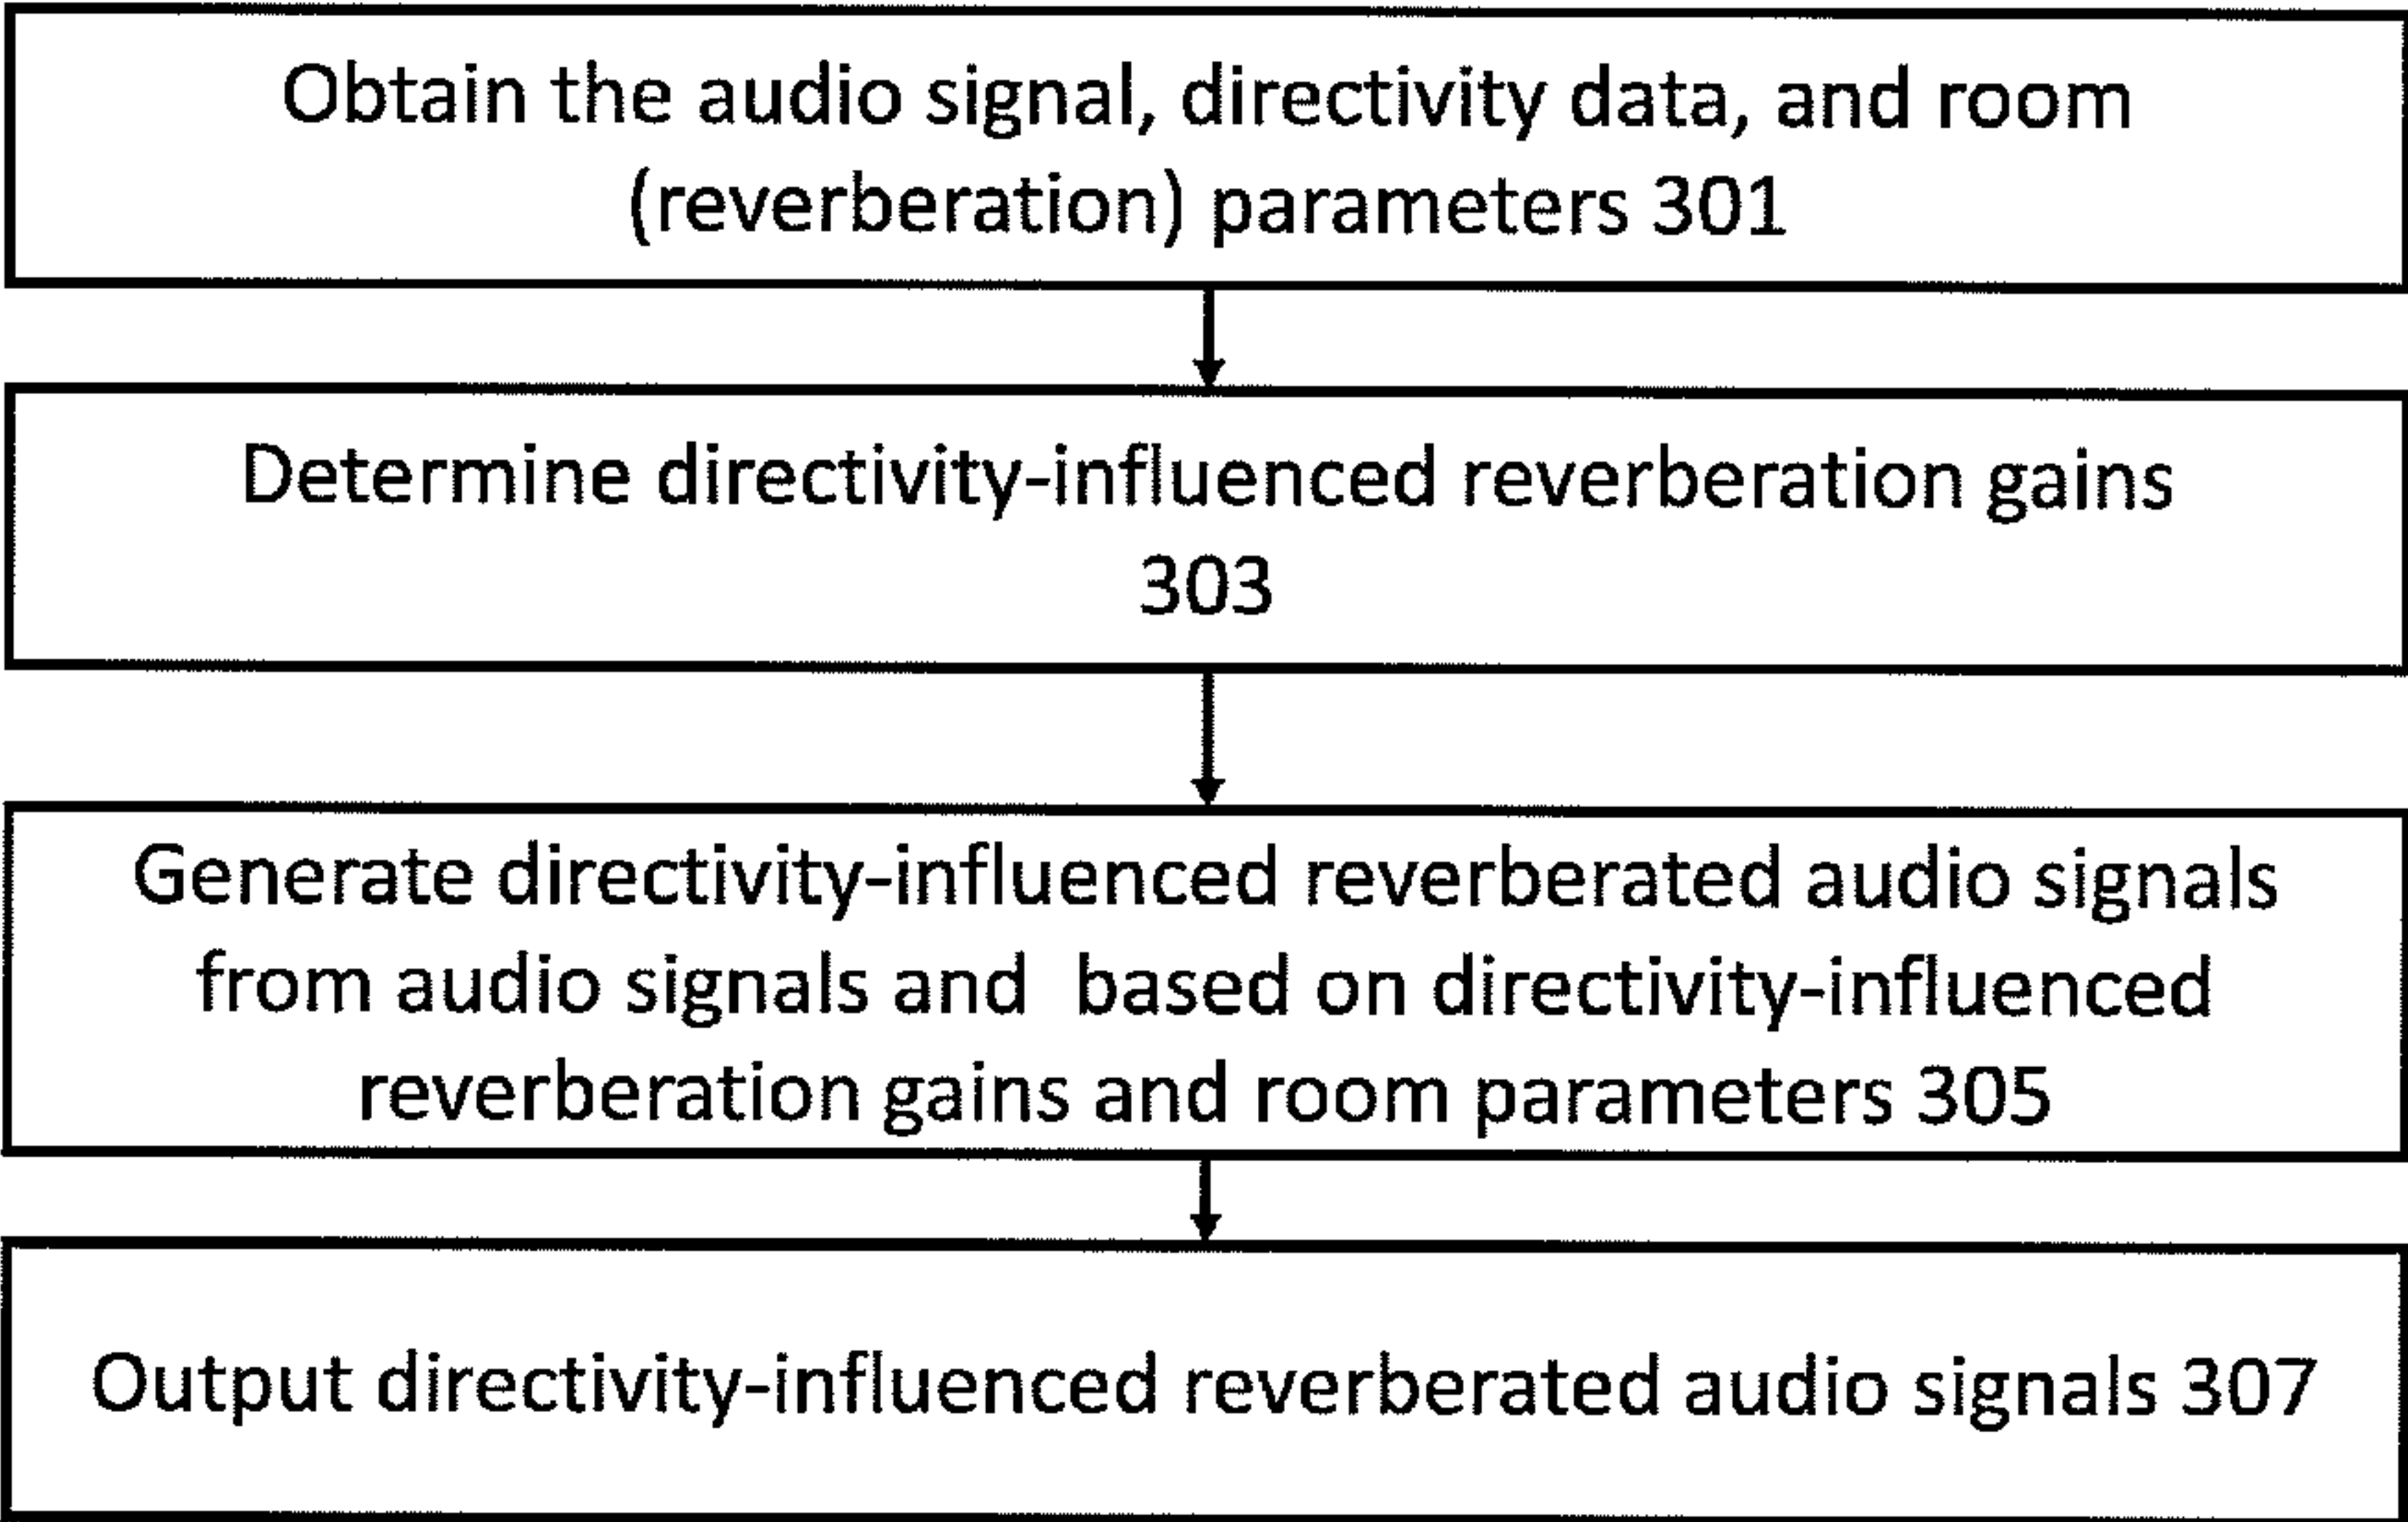 Obtain the audio signal, directivity data, and room
(reverberation) parameters 301
Determine directivity-influenced reverberation gains
303
Generate directivity-influenced reverberated audio signals
from audio signals and based on directivity-influenced
reverberation gains and room parameters 305
Output directivity-influenced reverberated audio signals 307